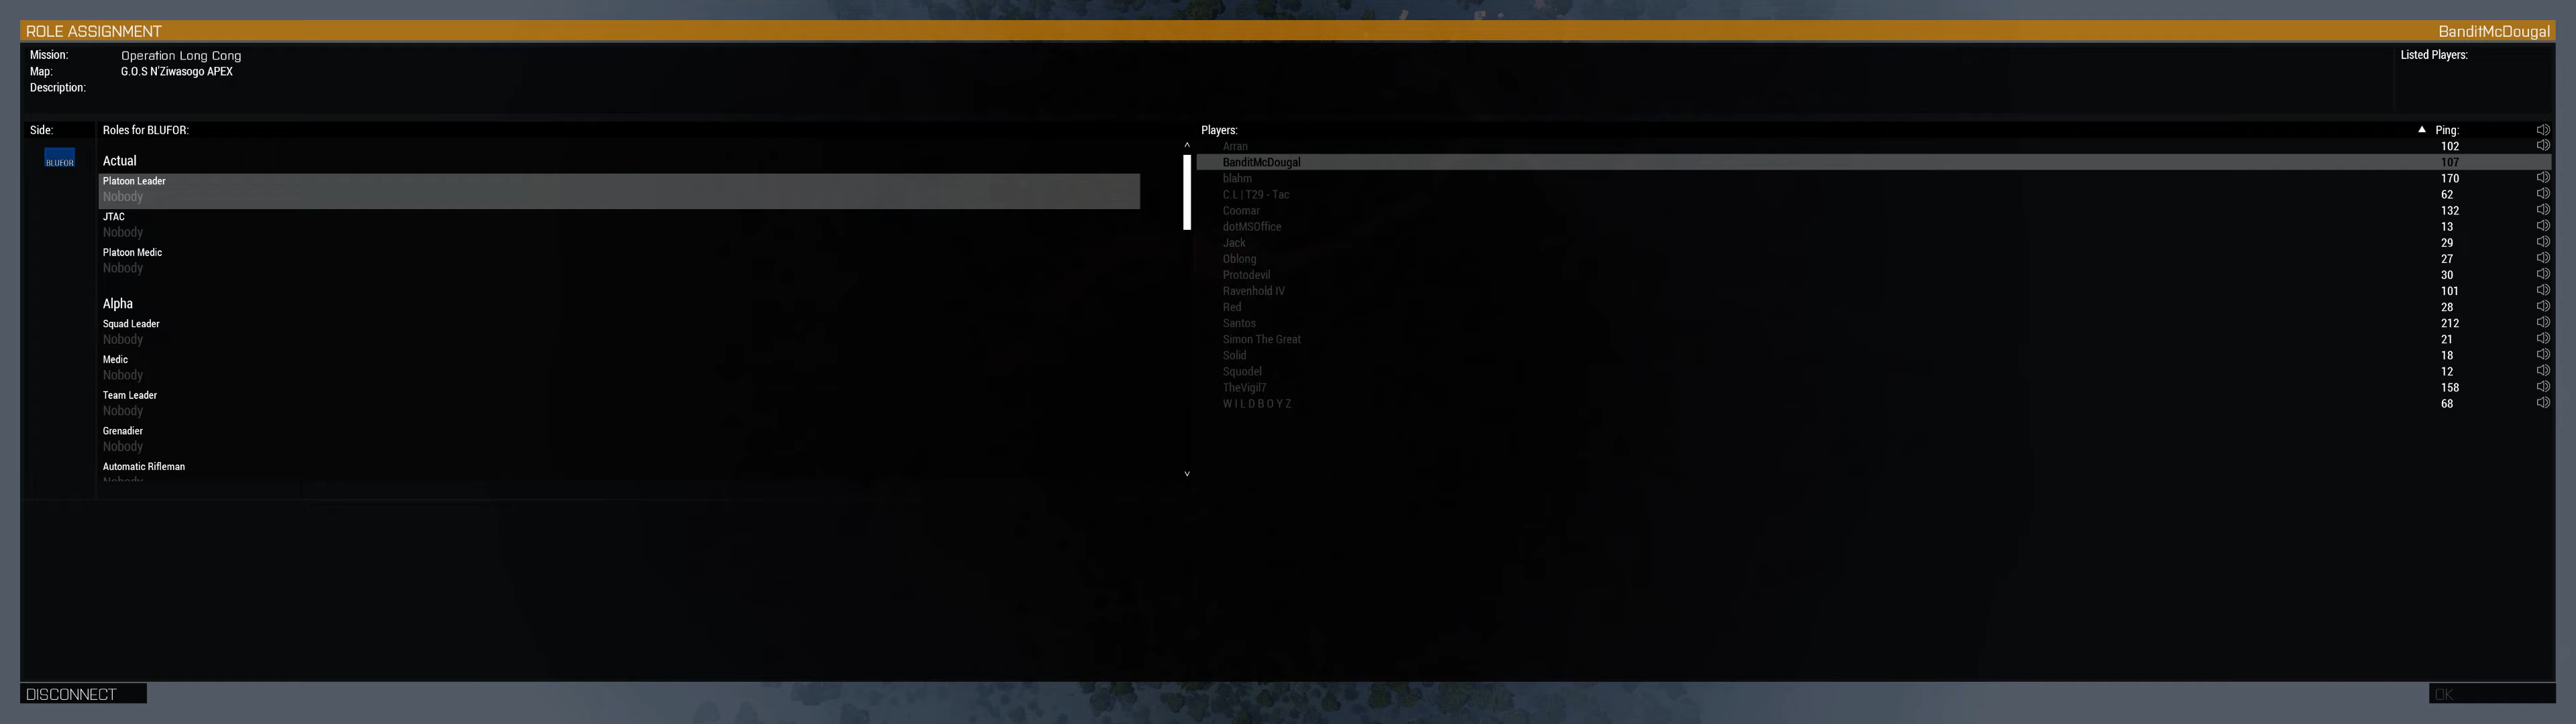 ROLE ASSIGNMENT BanditMcDougal
Mission: Operation Long Cong Listed Players:
Map: G.O.S N'Ziwasogo APEX
Description:
Side: Roles for BLUFOR: Players: Ping:
BLUFOR
Actual
Platoon Leader
Nobody
JTAC
Nobody
Platoon Medic
Nobody
Alpha
Squad Leader
Nobody
Medic
Nobody
Team Leader
Nobody
Grenadier
Nobody
Automatic Rifleman
Nobody
Arran 102
BanditMcDougal 107
blahm 170
C.L | T29 - Tac 62
Coomar 132
dotMSOffice 13
Jack 29
Oblong 27
Protodevil 30
Ravenhold IV 101
Red 28
Santos 212
Simon The Great 21
Solid 18
Squodel 12
TheVigil7 158
W I L D B O Y Z 68
DISCONNECT OK